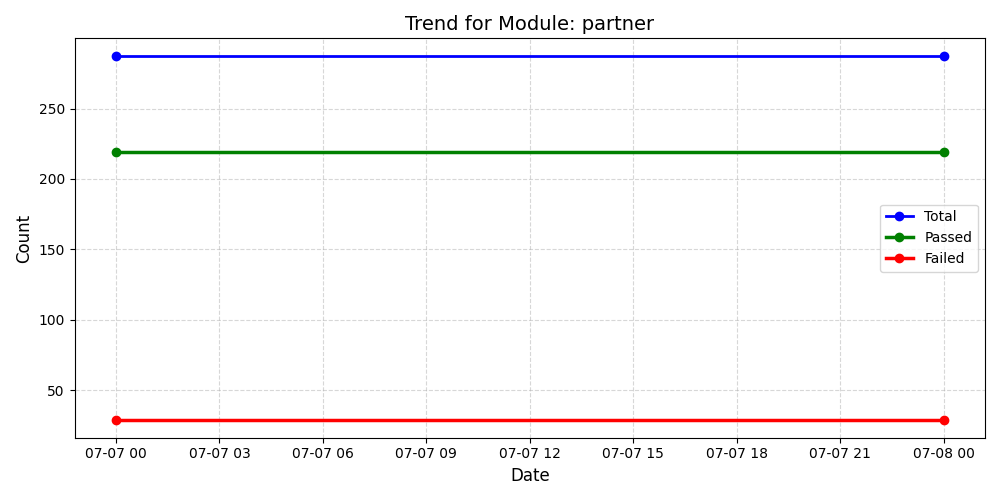 Trend for Module: partner
Count
250
200
150
100
50
Total
Passed
Failed
07-07 00 07-07 03 07-07 06 07-07 09 07-07 12 07-07 15 07-07 18 07-07 21 07-08 00
Date